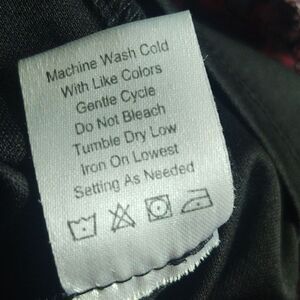 Machine Wash Cold
With Like Colors
Gentle Cycle
Do Not Bleach
Tumble Dry Low
Iron On Lowest
Setting As Needed